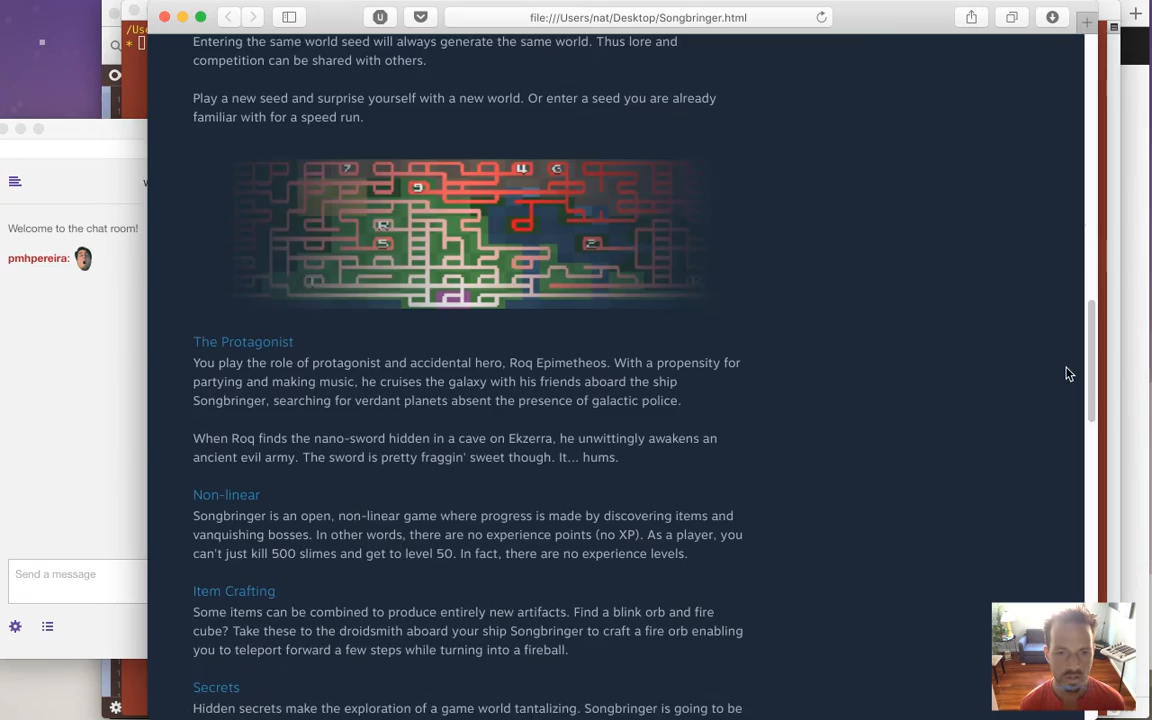 file:///Users/nat/Desktop/Songbringer.html
/Use
*
Entering the same world seed will always generate the same world. Thus lore and
competition can be shared with others.
Play a new seed and surprise yourself with a new world. Or enter a seed you are already
familiar with for a speed run.
7 4 6
9
R
5 2
Welcome to the chat room!
pmhpereira:
The Protagonist
You play the role of protagonist and accidental hero, Roq Epimetheos. With a propensity for
partying and making music, he cruises the galaxy with his friends aboard the ship
Songbringer, searching for verdant planets absent the presence of galactic police.
When Roq finds the nano-sword hidden in a cave on Ekzerra, he unwittingly awakens an
ancient evil army. The sword is pretty fraggin' sweet though. It... hums.
Non-linear
Songbringer is an open, non-linear game where progress is made by discovering items and
vanquishing bosses. In other words, there are no experience points (no XP). As a player, you
can't just kill 500 slimes and get to level 50. In fact, there are no experience levels.
Send a message
Item Crafting
Some items can be combined to produce entirely new artifacts. Find a blink orb and fire
cube? Take these to the droidsmith aboard your ship Songbringer to craft a fire orb enabling
you to teleport forward a few steps while turning into a fireball.
Secrets
Hidden secrets make the exploration of a game world tantalizing. Songbringer is going to be